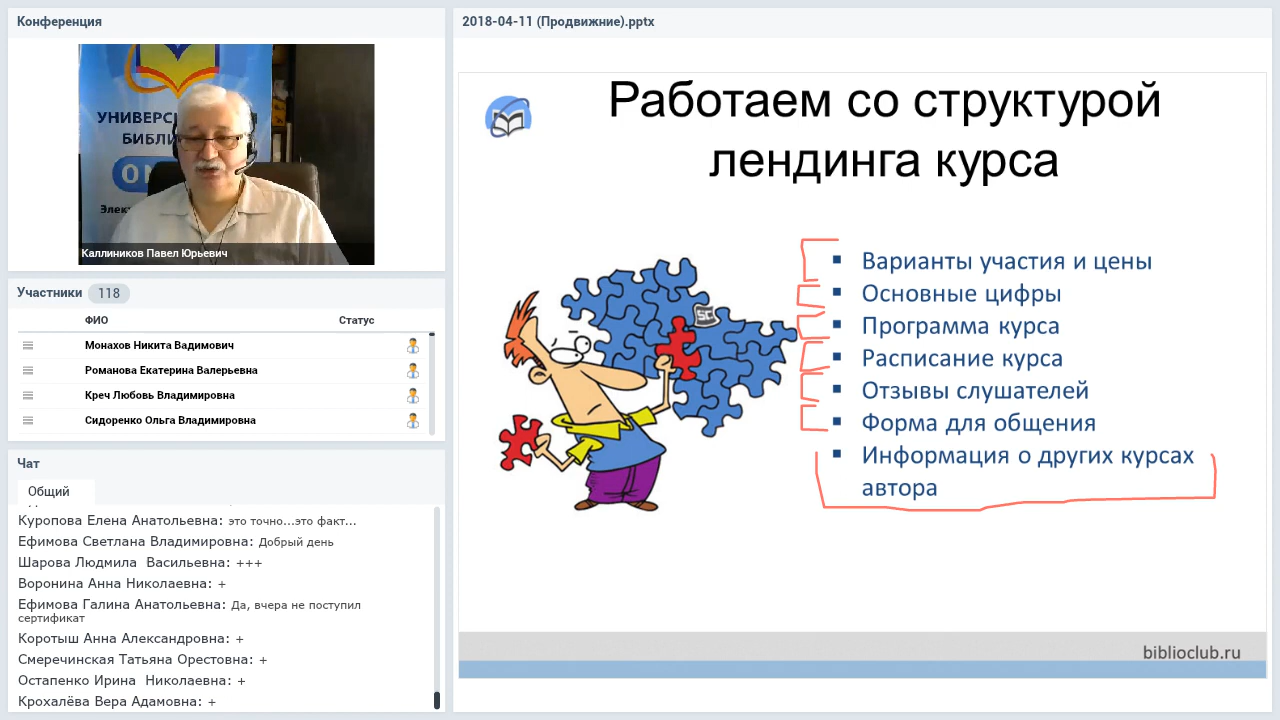 Конференция
УНИВЕРС
БИБЛИ
Каллиников Павел Юрьевич
Участники 118
ФИО Статус
Монахов Никита Вадимович
Романова Екатерина Валерьевна
Креч Любовь Владимировна
Сидоренко Ольга Владимировна
Чат
Общий
Куропова Елена Анатольевна: это точно...это факт...
Ефимова Светлана Владимировна: Добрый день
Шарова Людмила Васильевна: +++
Воронина Анна Николаевна: +
Ефимова Галина Анатольевна: Да, вчера не поступил
сертификат
Коротыш Анна Александровна: +
Смеречинская Татьяна Орестовна: +
Остапенко Ирина Николаевна: +
Крохалёва Вера Адамовна: +
2018-04-11 (Продвижние).pptx
Работаем со структурой
лендинга курса
Варианты участия и цены
Основные цифры
Программа курса
Расписание курса
Отзывы слушателей
Форма для общения
Информация о других курсах
автора
biblioclub.ru